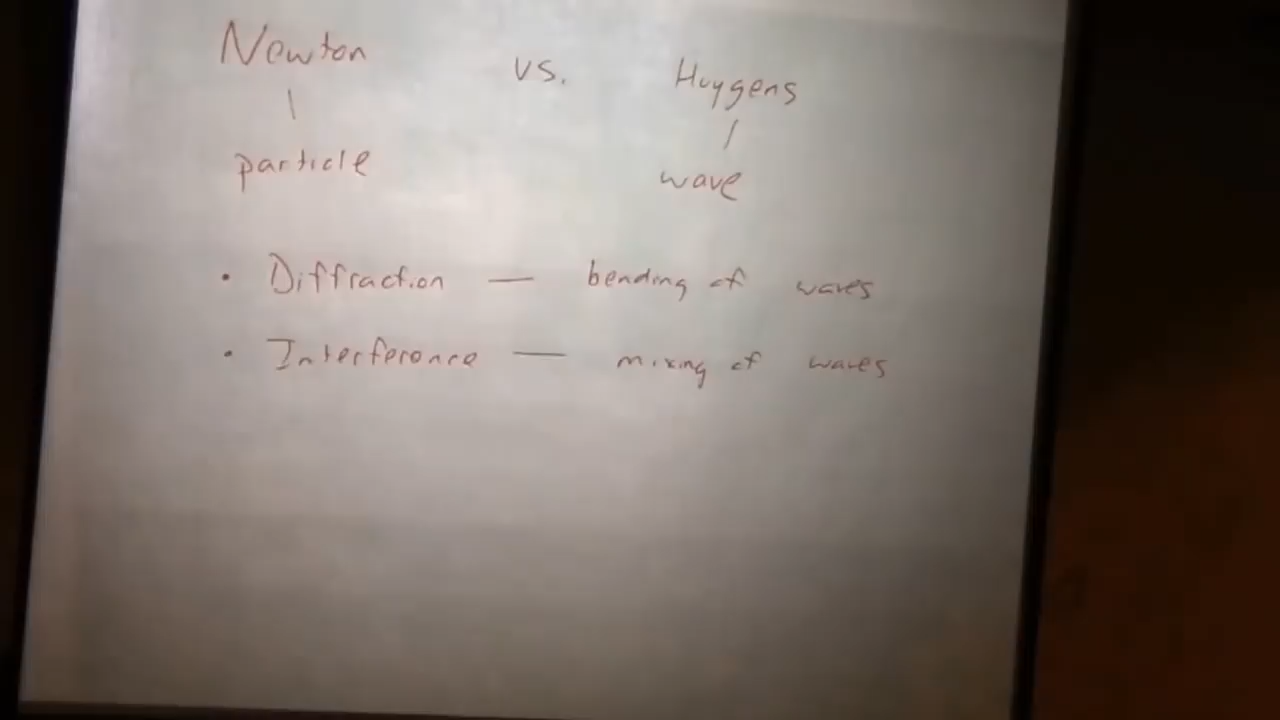 Newton vs. Huygens
particle wave
• Diffraction — bending of waves
• Interference — mixing of waves